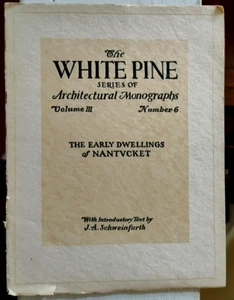 The
WHITE PINE
SERIES OF
Architectural Monographs
Volume III Number 6
THE EARLY DWELLINGS
of NANTVCKET
With Introductory Text by
J.A. Schweinfurth